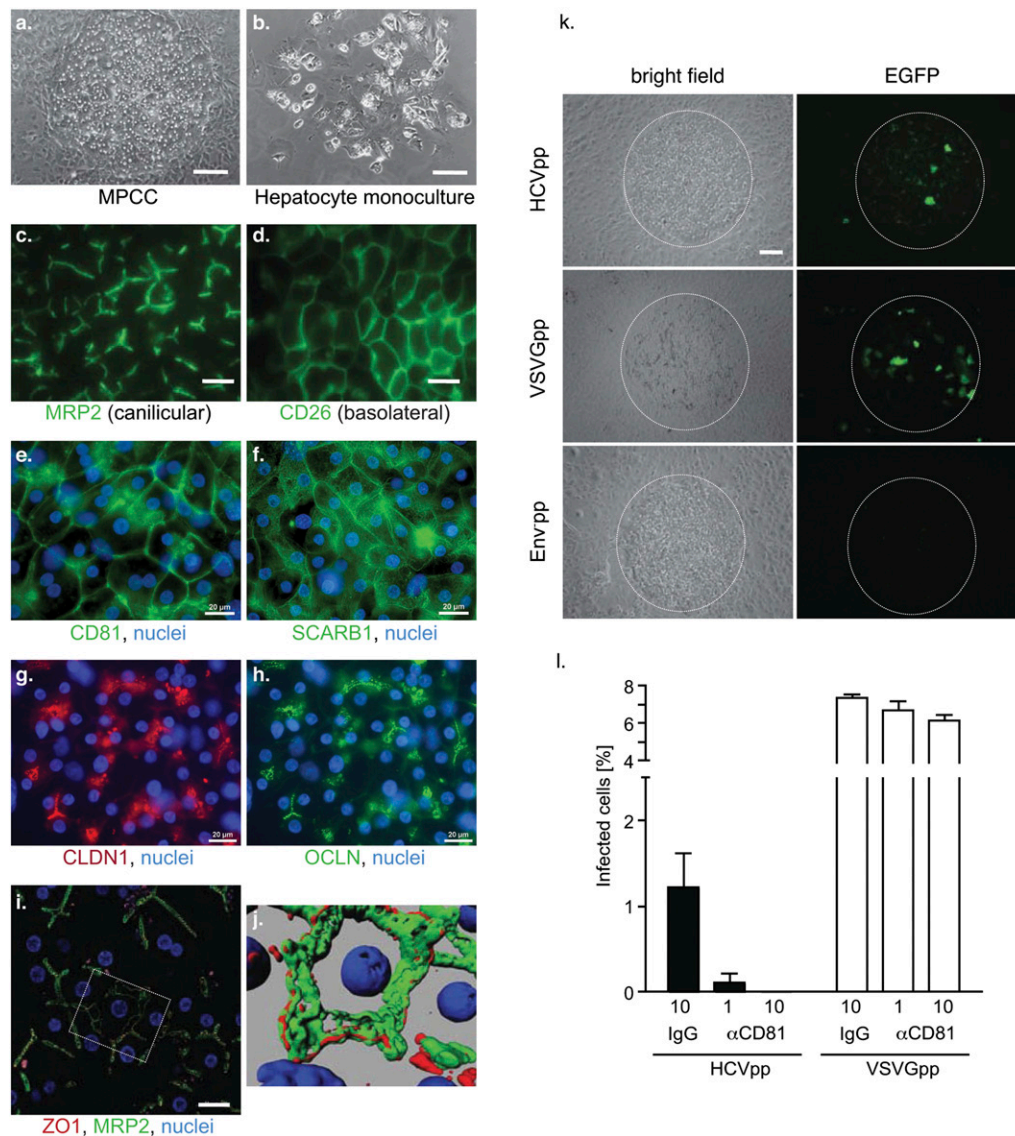 a.
b.
MPCC
Hepatocyte monoculture
c.
d.
MRP2 (canilicular)
CD26 (basolateral)
e.
f.
20 µm
20 µm
CD81, nuclei
SCARB1, nuclei
g.
h.
20 µm
20 µm
CLDN1, nuclei
OCLN, nuclei
i.
j.
ZO1, MRP2, nuclei
k.
bright field
EGFP
HCVpp
VSVGpp
Env-pp
l.
Infected cells [%]
8
6
4
2
1
0
10 1 10 10 1 10
IgG αCD81 IgG αCD81
HCVpp VSVGpp